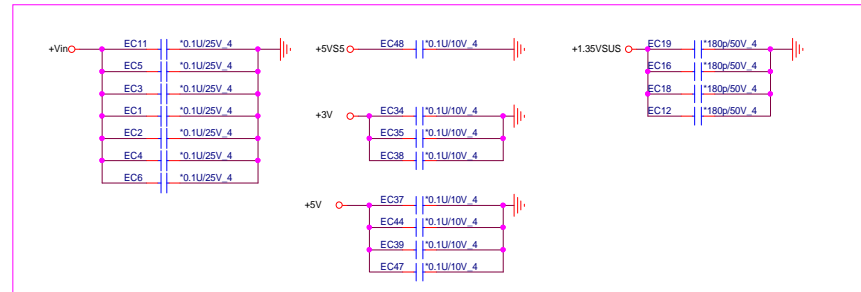 +Vin EC11 *0.1U/25V_4 +5VS5 EC48 *0.1U/10V_4 +1.35VSUS EC19 *180p/50V_4
EC5 *0.1U/25V_4 EC16 *180p/50V_4
EC3 *0.1U/25V_4 EC18 *180p/50V_4
EC1 *0.1U/25V_4 +3V EC34 *0.1U/10V_4 EC12 *180p/50V_4
EC2 *0.1U/25V_4 EC35 *0.1U/10V_4
EC4 *0.1U/25V_4 EC38 *0.1U/10V_4
EC6 *0.1U/25V_4
+5V EC37 *0.1U/10V_4
EC44 *0.1U/10V_4
EC39 *0.1U/10V_4
EC47 *0.1U/10V_4